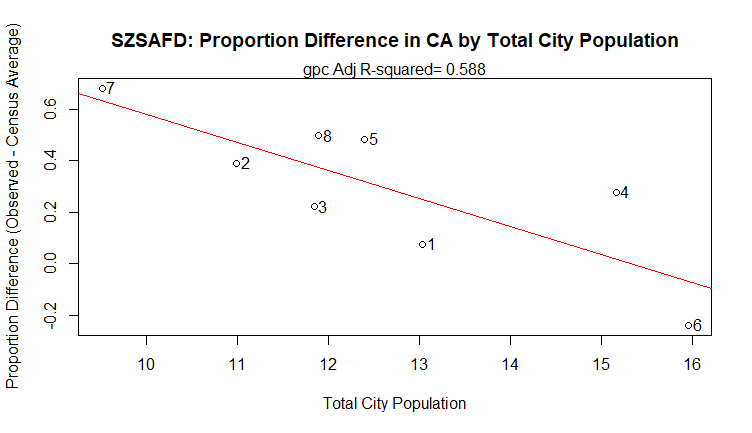 SZSAFD: Proportion Difference in CA by Total City Population
gpc Adj R-squared= 0.588
Proportion Difference (Observed - Census Average)
0.6
0.4
0.2
0.0
-0.2
7
8
5
2
4
3
1
6
10 11 12 13 14 15 16
Total City Population